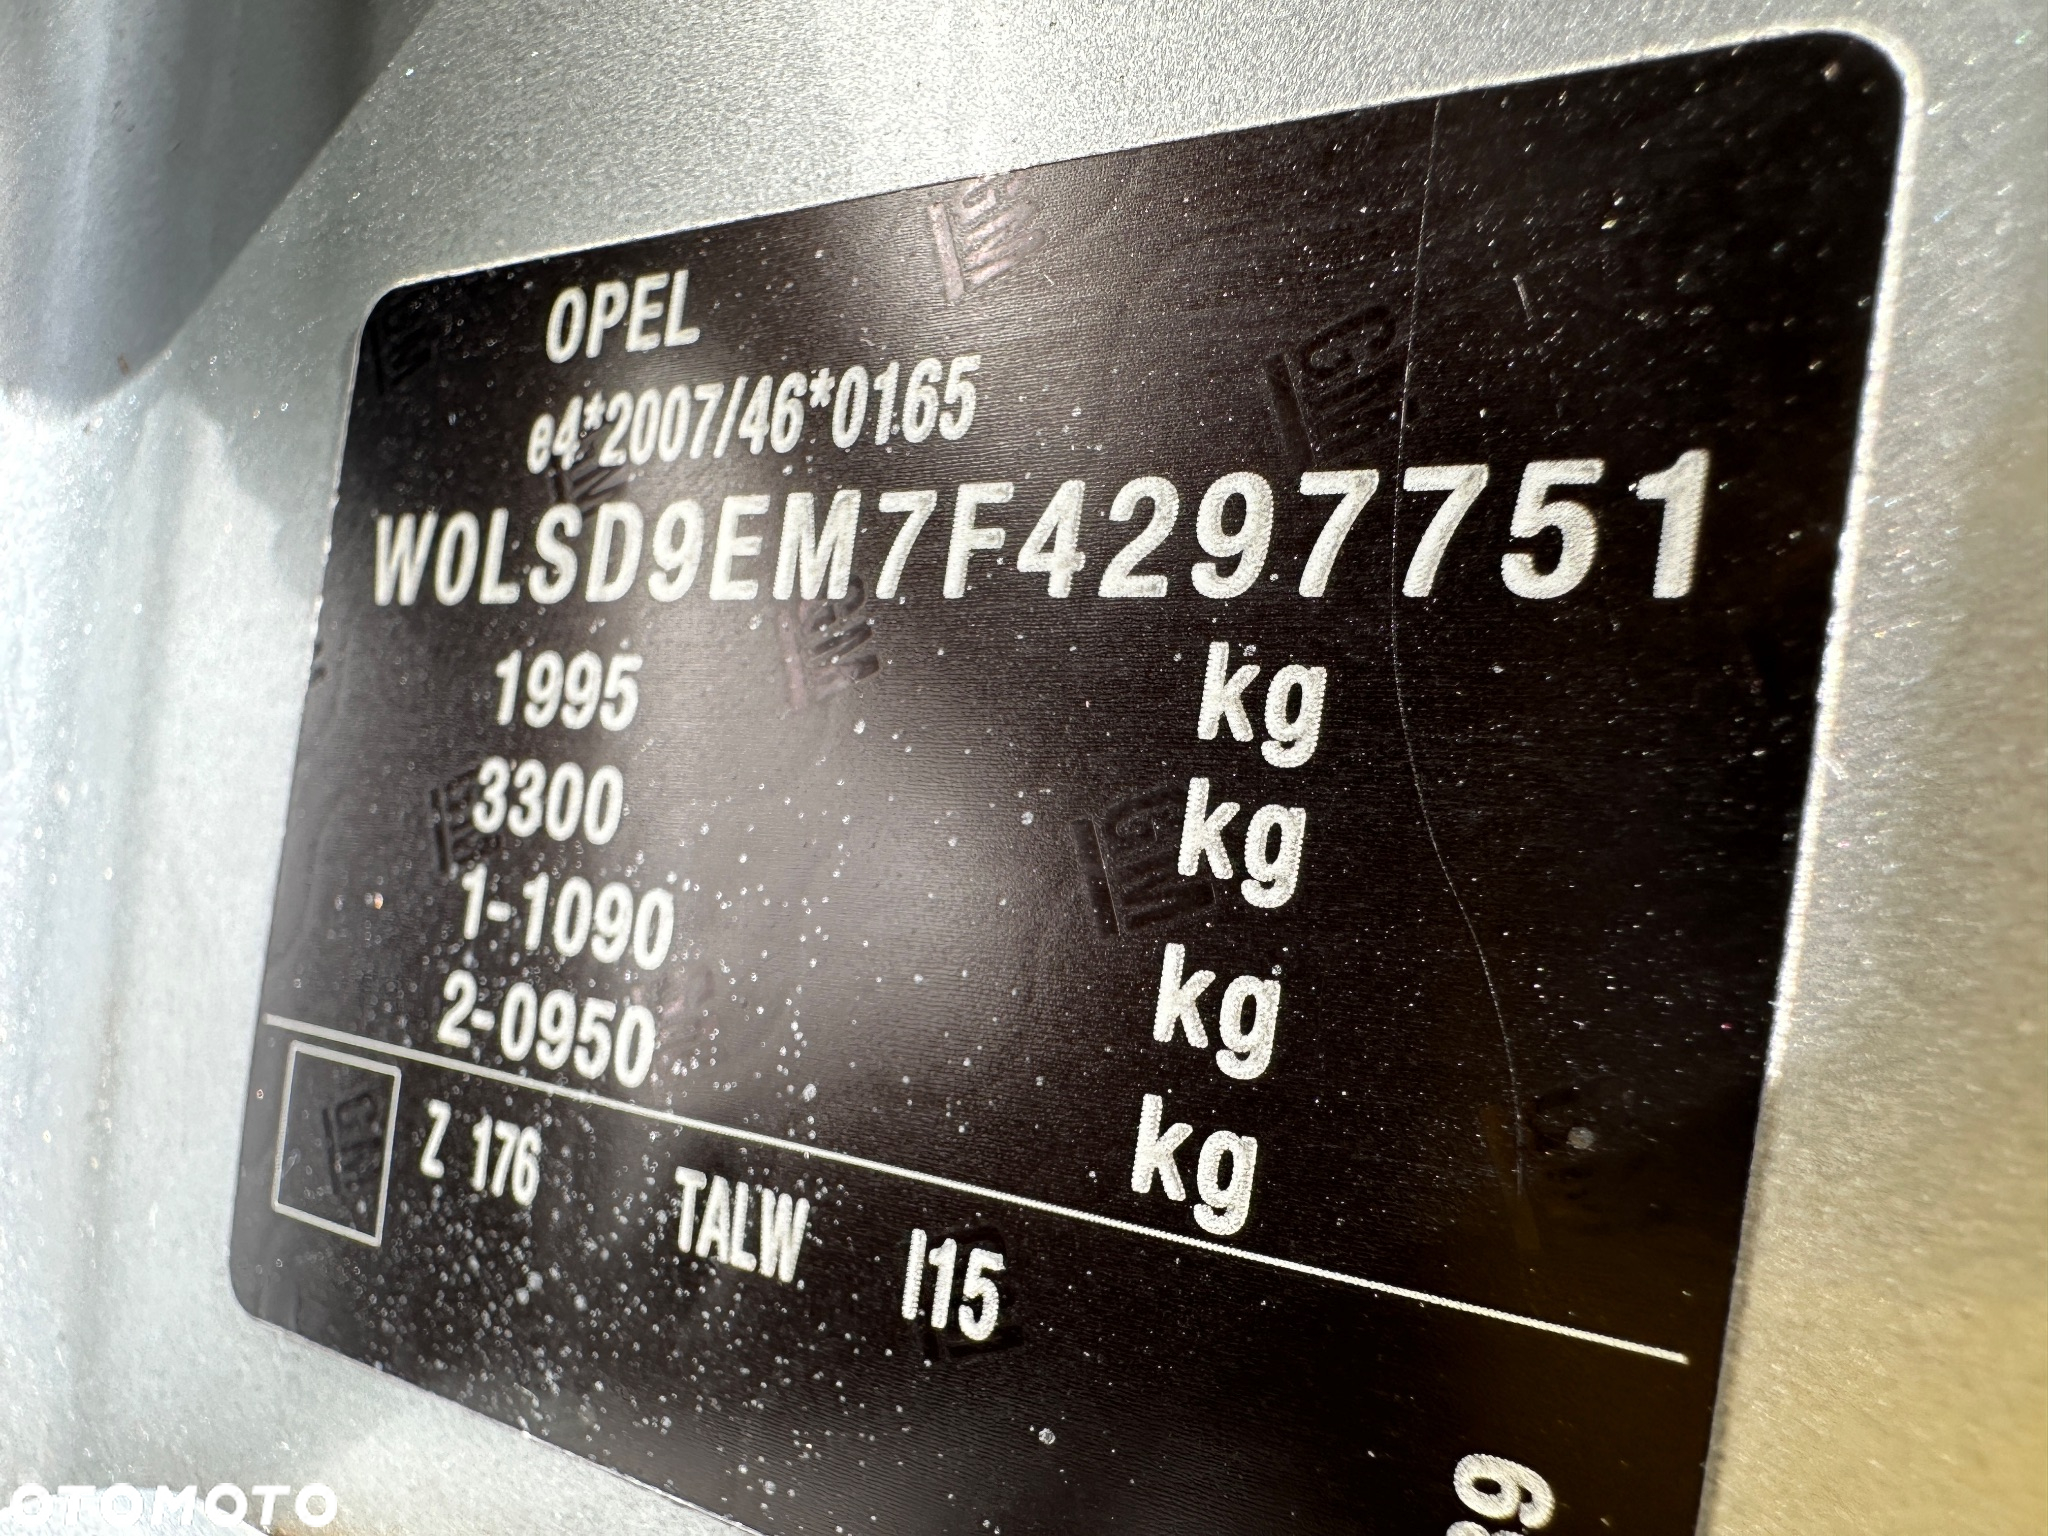 OPEL
e4*2007/46*0165
W0LSD9EM7F4297751
1995 kg
3300 kg
1-1090 kg
2-0950 kg
Z 176 TALW I15
OTOMOTO